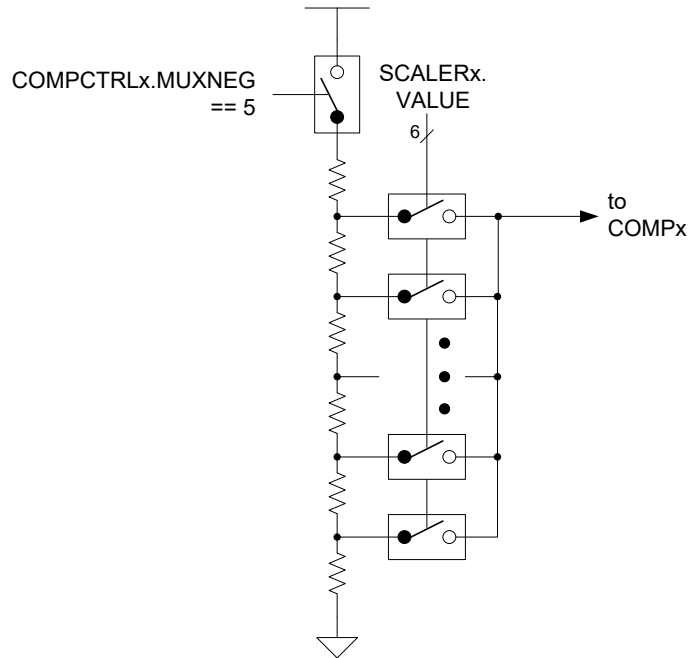 COMPCTRLx.MUXNEG
== 5
SCALERx.
VALUE
6
to
COMPx